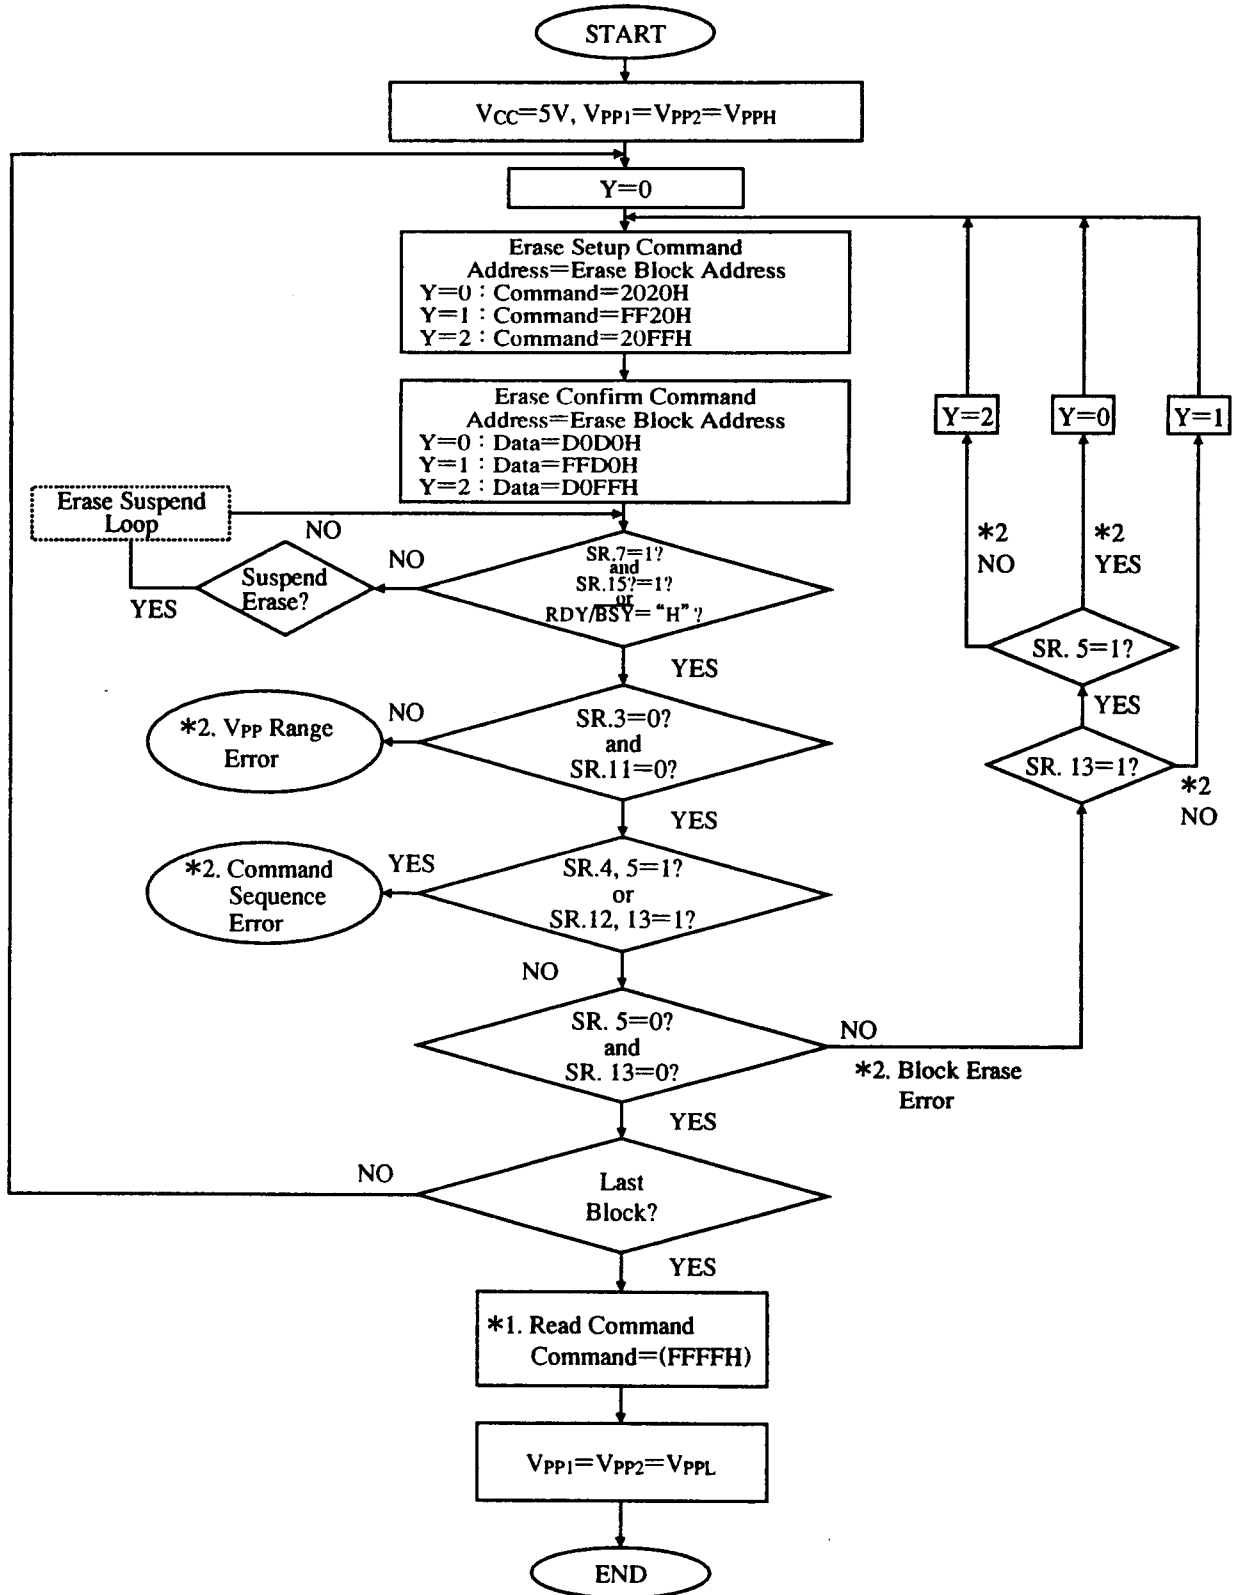 START
VCC=5V, VPP1=VPP2=VPPH
Y=0
Erase Setup Command
Address=Erase Block Address
Y=0 : Command=2020H
Y=1 : Command=FF20H
Y=2 : Command=20FFH
Erase Confirm Command
Address=Erase Block Address
Y=0 : Data=D0D0H
Y=1 : Data=FFD0H
Y=2 : Data=D0FFH
Y=2
Y=0
Y=1
Erase Suspend
Loop
NO
NO
YES
Suspend
Erase?
SR.7=1?
and
SR.15?=1?
or
RDY/BSY= "H" ?
YES
*2
NO
*2
YES
SR. 5=1?
YES
SR. 13=1?
*2
NO
*2. VPP Range
Error
NO
SR.3=0?
and
SR.11=0?
YES
*2. Command
Sequence
Error
YES
SR.4, 5=1?
or
SR.12, 13=1?
NO
SR. 5=0?
and
SR. 13=0?
NO
*2. Block Erase
Error
YES
NO
Last
Block?
YES
*1. Read Command
Command=(FFFFH)
VPP1=VPP2=VPPL
END